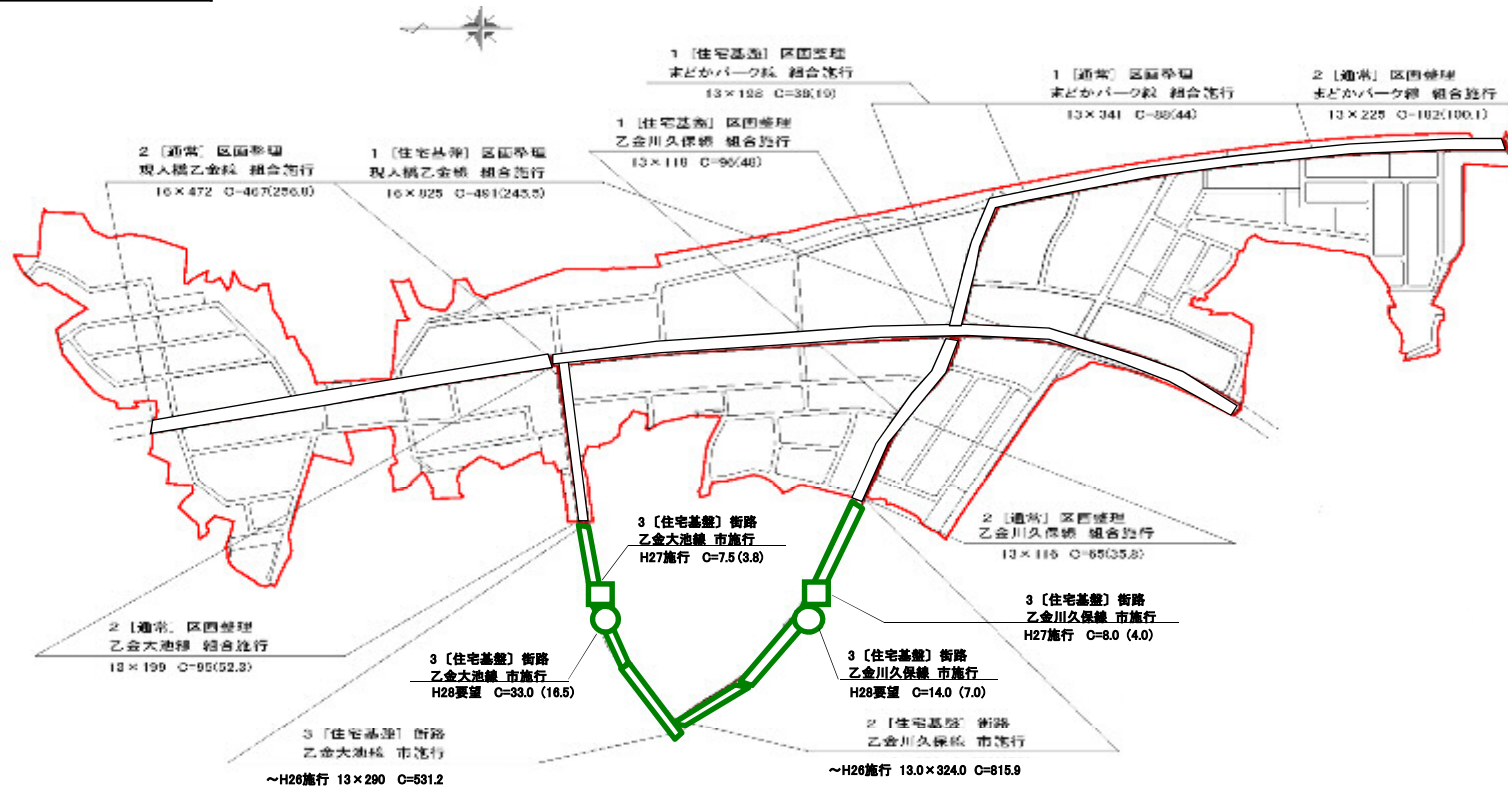 1 [住宅基盤] 区画整理
まどかパーク線 組合施行
13×198 C=38(19)
1 [通常] 区画整理
まどかパーク線 組合施行
13×341 C=88(44)
2 [通常] 区画整理
まどかパーク線 組合施行
13×225 C=182(100.1)
1 [住宅基盤] 区画整理
乙金川久保線 組合施行
13×118 C=96(48)
2 [通常] 区画整理
現人橋乙金線 組合施行
16×472 C=467(256.8)
1 [住宅基盤] 区画整理
現人橋乙金線 組合施行
16×825 C=491(245.5)
2 [通常] 区画整理
乙金川久保線 組合施行
13×116 C=65(35.8)
3 〔住宅基盤〕 街路
乙金大池線 市施行
H27施行 C=7.5 (3.8)
3 〔住宅基盤〕 街路
乙金川久保線 市施行
H27施行 C=8.0 (4.0)
2 [通常] 区画整理
乙金大池線 組合施行
13×199 C=95(52.3)
3 〔住宅基盤〕 街路
乙金大池線 市施行
H28要望 C=33.0 (16.5)
3 〔住宅基盤〕 街路
乙金川久保線 市施行
H28要望 C=14.0 (7.0)
3 [住宅基盤] 街路
乙金大池線 市施行
～H26施行 13×290 C=531.2
2 [住宅基盤] 街路
乙金川久保線 市施行
～H26施行 13.0×324.0 C=815.9